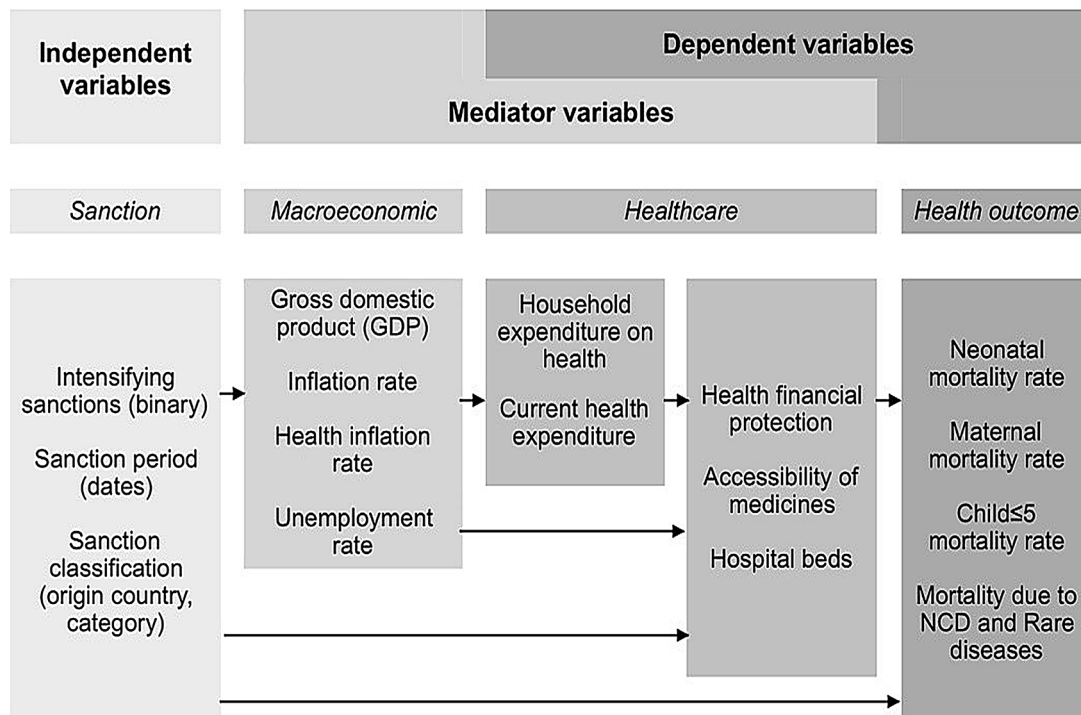 Independent
variables
Dependent variables
Mediator variables
Sanction
Macroeconomic
Healthcare
Health outcome
Intensifying
sanctions (binary)
Sanction period
(dates)
Sanction
classification
(origin country,
category)
Gross domestic
product (GDP)
Inflation rate
Health inflation
rate
Unemployment
rate
Household
expenditure on
health
Current health
expenditure
Health financial
protection
Accessibility of
medicines
Hospital beds
Neonatal
mortality rate
Maternal
mortality rate
Child≤5
mortality rate
Mortality due to
NCD and Rare
diseases